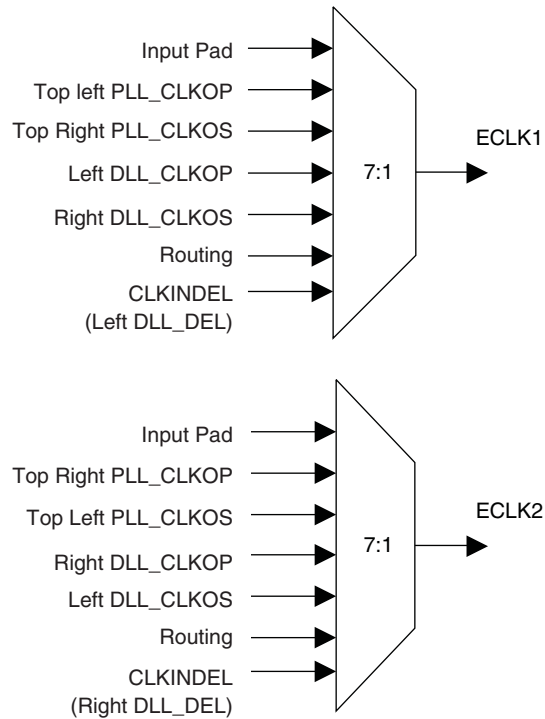 Input Pad
Top left PLL_CLKOP
Top Right PLL_CLKOS
Left DLL_CLKOP
Right DLL_CLKOS
Routing
CLKINDEL
(Left DLL_DEL)
7:1
ECLK1
Input Pad
Top Right PLL_CLKOP
Top Left PLL_CLKOS
Right DLL_CLKOP
Left DLL_CLKOS
Routing
CLKINDEL
(Right DLL_DEL)
7:1
ECLK2